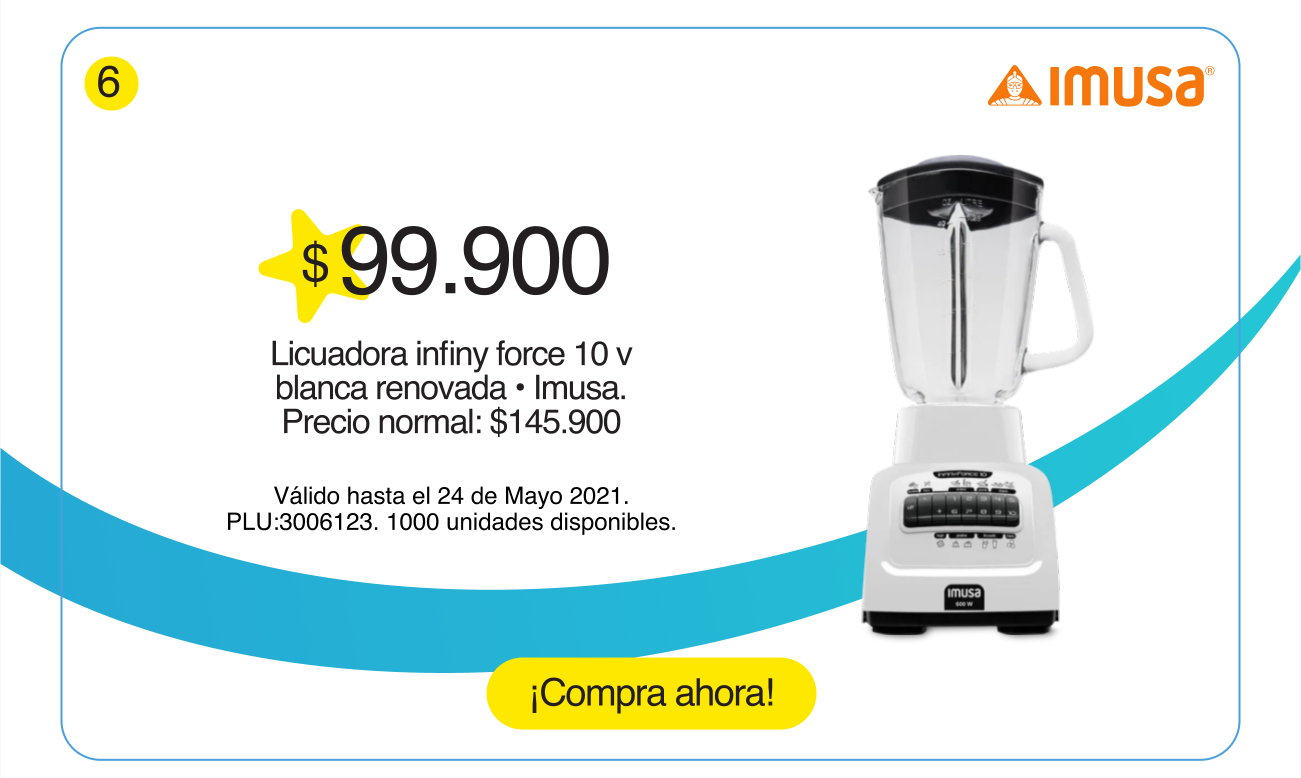 6
IMUSA®
$ 99.900
Licuadora infiny force 10 v
blanca renovada • Imusa.
Precio normal: $145.900
Válido hasta el 24 de Mayo 2021.
PLU:3006123. 1000 unidades disponibles.
IMUSA
¡Compra ahora!